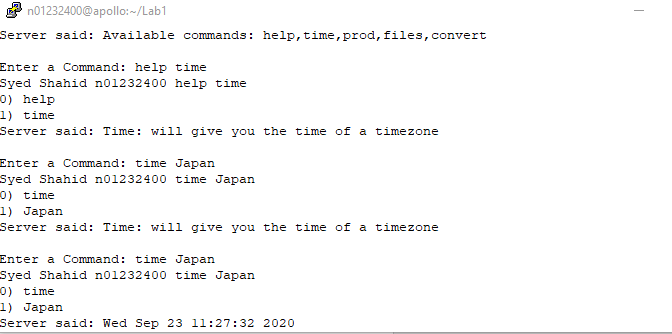 n01232400@apollo:~/Lab1
Server said: Available commands: help,time,prod,files,convert
Enter a Command: help time
Syed Shahid n01232400 help time
0) help
1) time
Server said: Time: will give you the time of a timezone
Enter a Command: time Japan
Syed Shahid n01232400 time Japan
0) time
1) Japan
Server said: Time: will give you the time of a timezone
Enter a Command: time Japan
Syed Shahid n01232400 time Japan
0) time
1) Japan
Server said: Wed Sep 23 11:27:32 2020